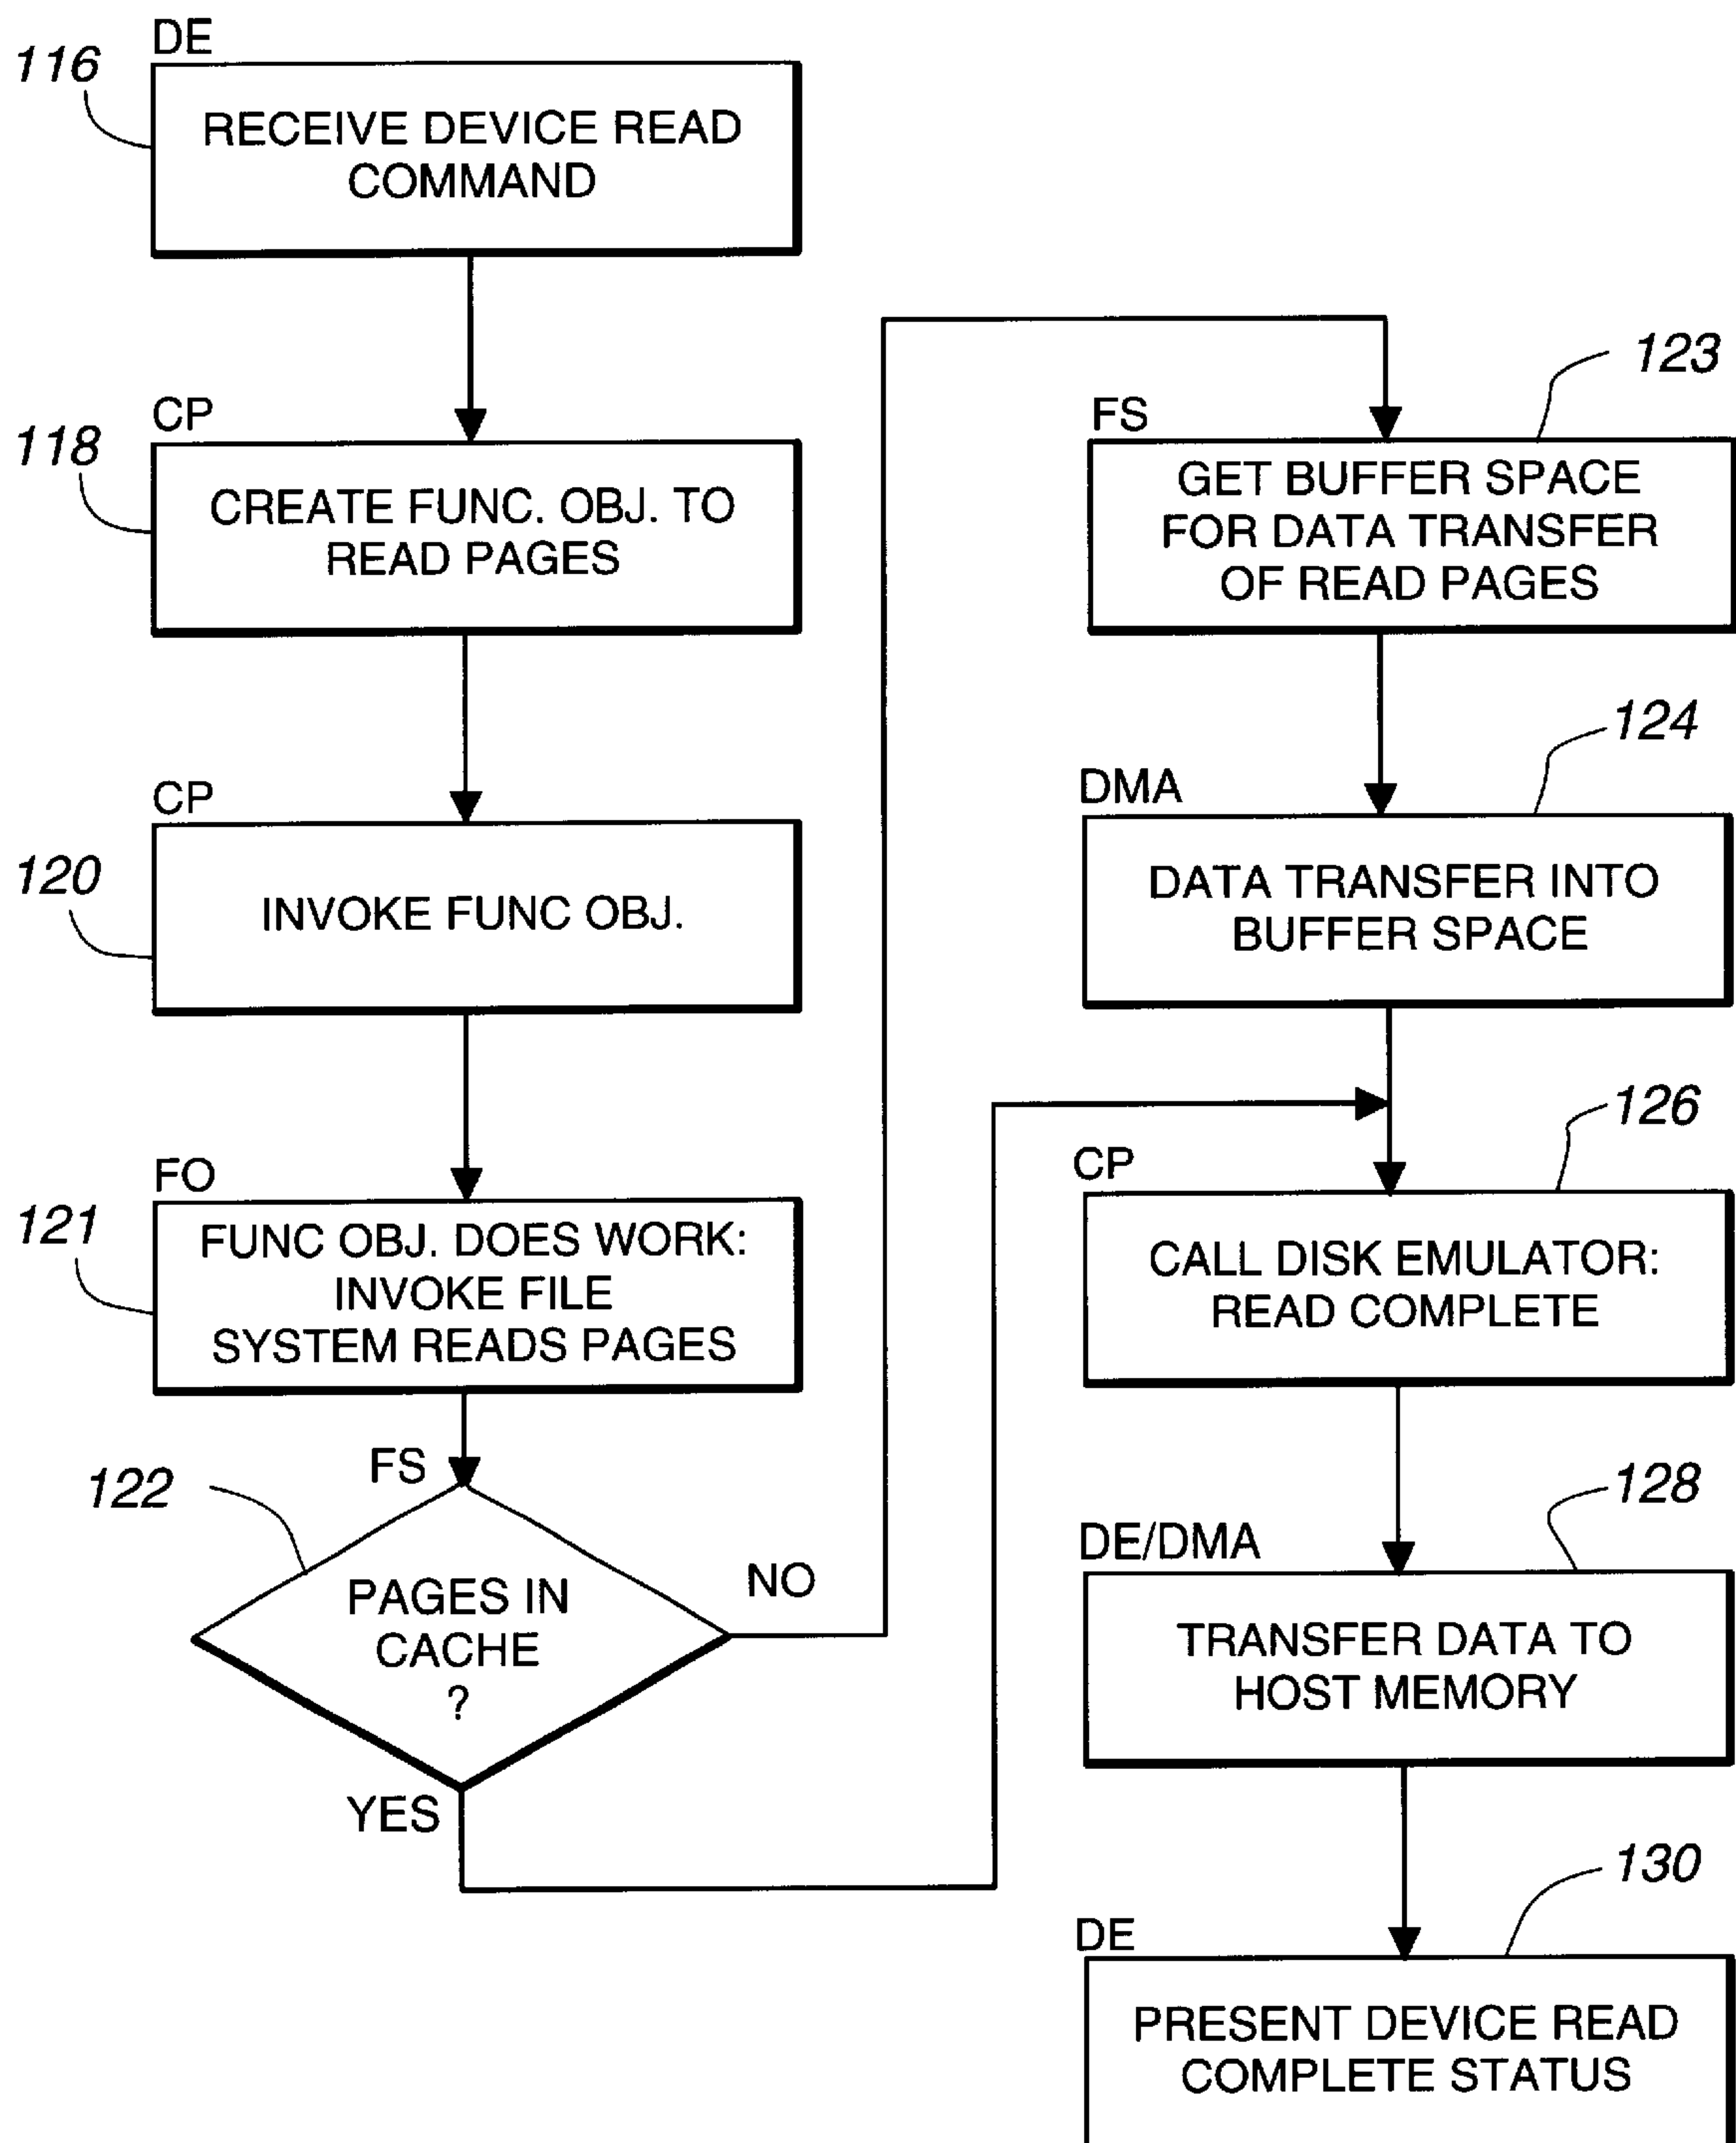 DE
116
RECEIVE DEVICE READ
COMMAND
CP
118
CREATE FUNC. OBJ. TO
READ PAGES
CP
120
INVOKE FUNC OBJ.
FO
121
FUNC OBJ. DOES WORK:
INVOKE FILE
SYSTEM READS PAGES
FS
122
PAGES IN
CACHE
?
NO
YES
123
FS
GET BUFFER SPACE
FOR DATA TRANSFER
OF READ PAGES
124
DMA
DATA TRANSFER INTO
BUFFER SPACE
126
CP
CALL DISK EMULATOR:
READ COMPLETE
128
DE/DMA
TRANSFER DATA TO
HOST MEMORY
130
DE
PRESENT DEVICE READ
COMPLETE STATUS